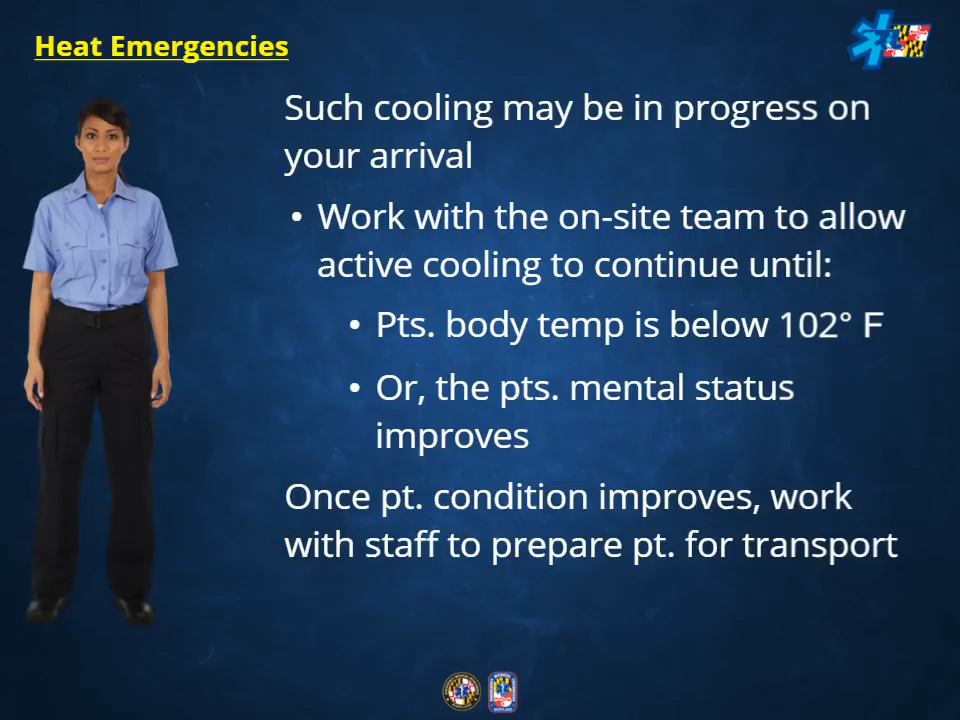 Heat Emergencies
Such cooling may be in progress on
your arrival
• Work with the on-site team to allow
active cooling to continue until:
• Pts. body temp is below 102° F
• Or, the pts. mental status
improves
Once pt. condition improves, work
with staff to prepare pt. for transport